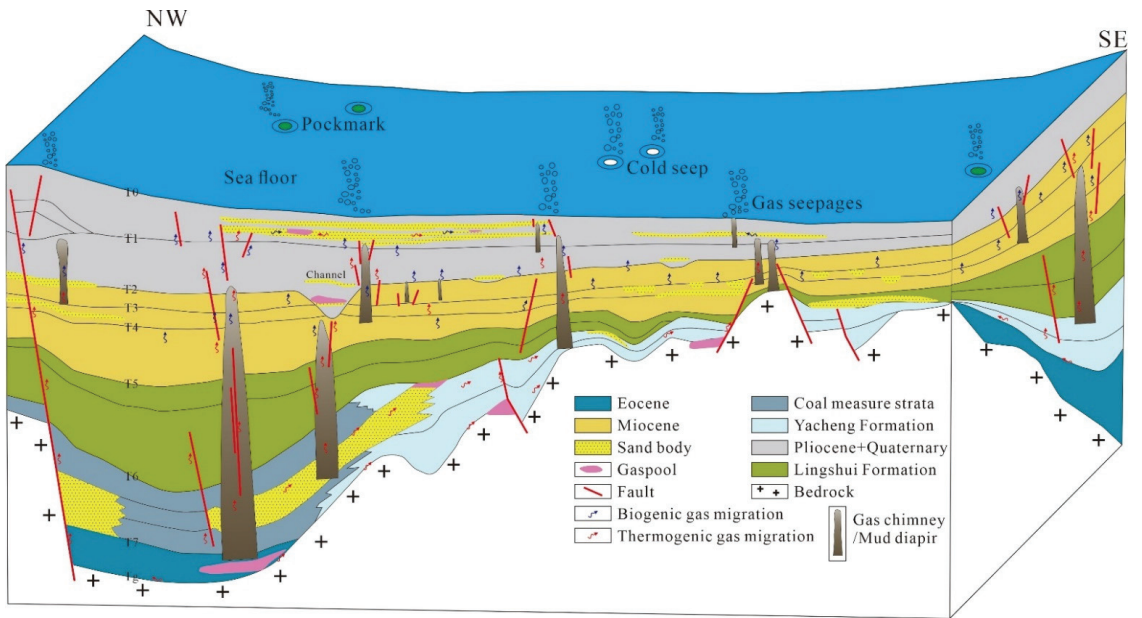 NW
SE
Pockmark
Cold seep
Sea floor
Gas seepages
T0
T1
Channel
T2
T3
T4
T5
T6
T7
Tg
Eocene
Miocene
Sand body
Gaspool
Fault
Biogenic gas migration
Thermogenic gas migration
Coal measure strata
Yacheng Formation
Pliocene+Quaternary
Lingshui Formation
Bedrock
Gas chimney
/Mud diapir